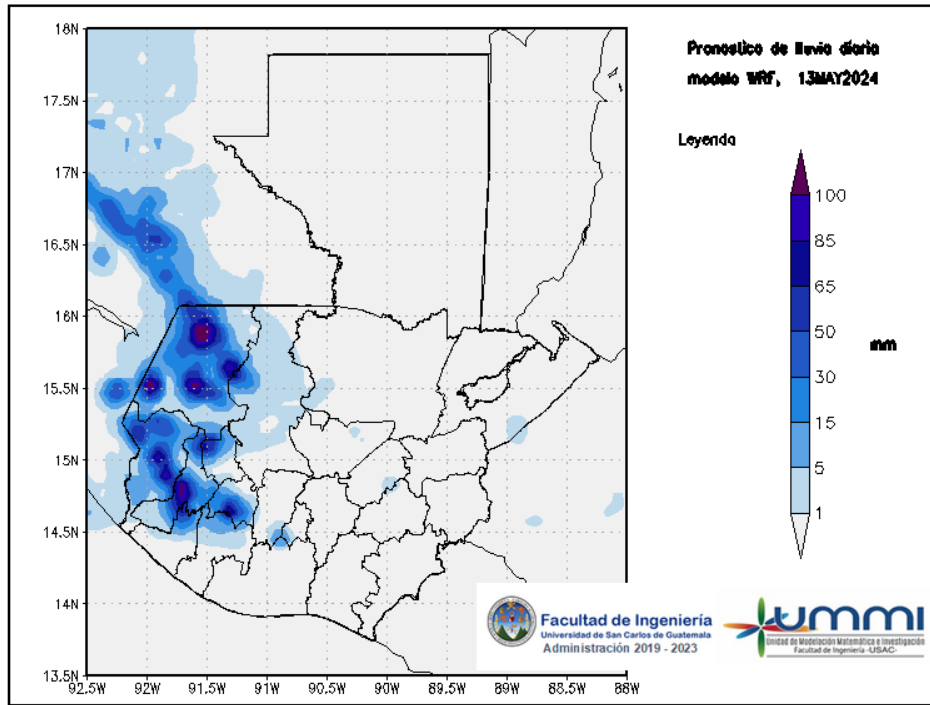 18N
17.5N
17N
16.5N
16N
15.5N
15N
14.5N
14N
13.5N
92.5W 92W 91.5W 91W 90.5W 90W 89.5W 89W 88.5W 88W
Pronostico de lluvia diaria
modelo WRf, 13MAY2024
Leyenda
100
85
65
50
30
15
5
1
mm
Facultad de Ingeniería
Universidad de San Carlos de Guatemala
Administración 2019 - 2023
ummi
Unidad de Modelación Matemática e Investigación
Facultad de Ingeniería -USAC-